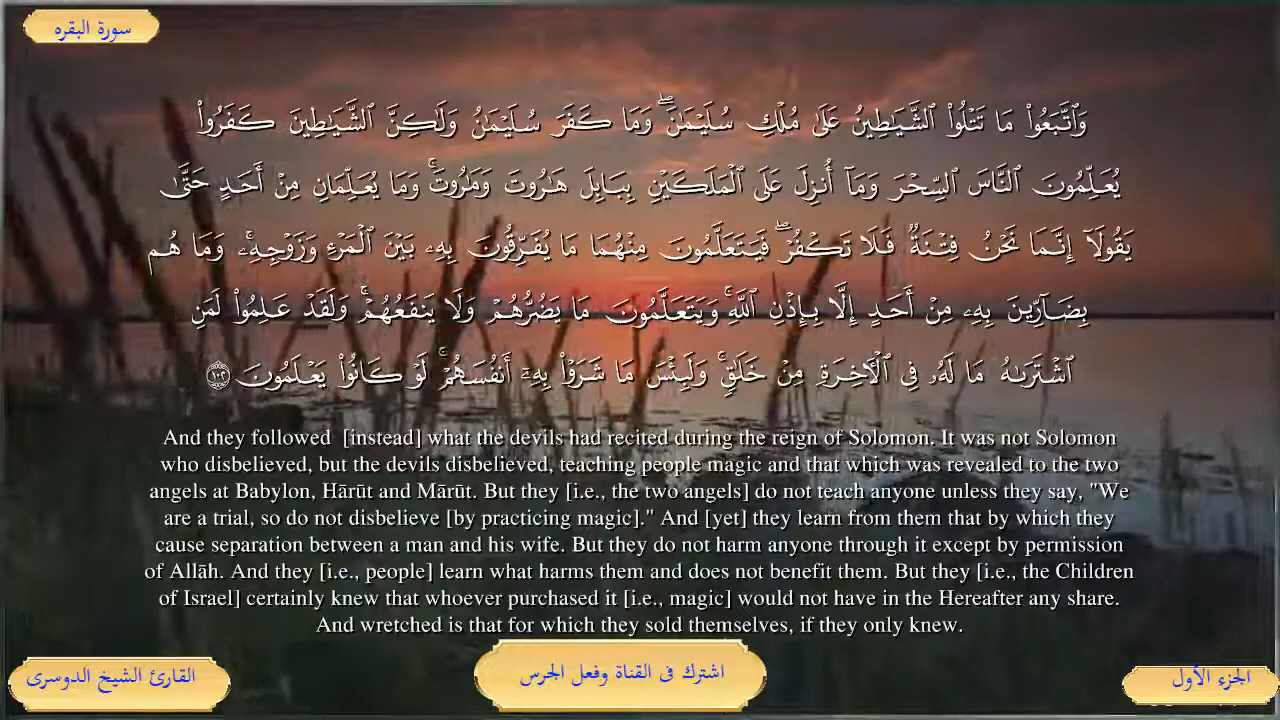 سورة البقره
وَٱتَّبَعُوا۟ مَا تَتْلُوا۟ ٱلشَّيَـٰطِينُ عَلَىٰ مُلْكِ سُلَيْمَـٰنَ ۖ وَمَا كَفَرَ سُلَيْمَـٰنُ وَلَـٰكِنَّ ٱلشَّيَـٰطِينَ كَفَرُوا۟
يُعَلِّمُونَ ٱلنَّاسَ ٱلسِّحْرَ وَمَآ أُنزِلَ عَلَى ٱلْمَلَكَيْنِ بِبَابِلَ هَـٰرُوتَ وَمَـٰرُوتَ ۚ وَمَا يُعَلِّمَانِ مِنْ أَحَدٍ حَتَّىٰ
يَقُولَآ إِنَّمَا نَحْنُ فِتْنَةٌ فَلَا تَكْفُرْ ۖ فَيَتَعَلَّمُونَ مِنْهُمَا مَا يُفَرِّقُونَ بِهِۦ بَيْنَ ٱلْمَرْءِ وَزَوْجِهِۦ ۚ وَمَا هُم
بِضَآرِّينَ بِهِۦ مِنْ أَحَدٍ إِلَّا بِإِذْنِ ٱللَّهِ ۚ وَيَتَعَلَّمُونَ مَا يَضُرُّهُمْ وَلَا يَنفَعُهُمْ ۚ وَلَقَدْ عَلِمُوا۟ لَمَنِ
ٱشْتَرَىٰهُ مَا لَهُۥ فِى ٱلْـَٔاخِرَةِ مِنْ خَلَـٰقٍ ۚ وَلَبِئْسَ مَا شَرَوْا۟ بِهِۦٓ أَنفُسَهُمْ ۚ لَوْ كَانُوا۟ يَعْلَمُونَ ١٠٢
And they followed [instead] what the devils had recited during the reign of Solomon. It was not Solomon
who disbelieved, but the devils disbelieved, teaching people magic and that which was revealed to the two
angels at Babylon, Hārūt and Mārūt. But they [i.e., the two angels] do not teach anyone unless they say, "We
are a trial, so do not disbelieve [by practicing magic]." And [yet] they learn from them that by which they
cause separation between a man and his wife. But they do not harm anyone through it except by permission
of Allāh. And they [i.e., people] learn what harms them and does not benefit them. But they [i.e., the Children
of Israel] certainly knew that whoever purchased it [i.e., magic] would not have in the Hereafter any share.
And wretched is that for which they sold themselves, if they only knew.
الجزء الأول
اشترك فى القناة وفعل الجرس
القارئ الشيخ الدوسرى